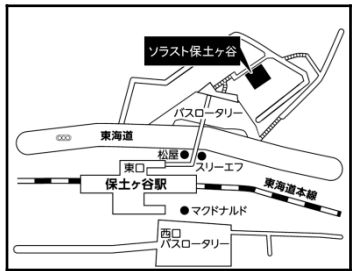 ソラスト保土ヶ谷
バスロータリー
東海道
松屋
スリーエフ
東口
保土ヶ谷駅
東海道本線
マクドナルド
西口
バスロータリー